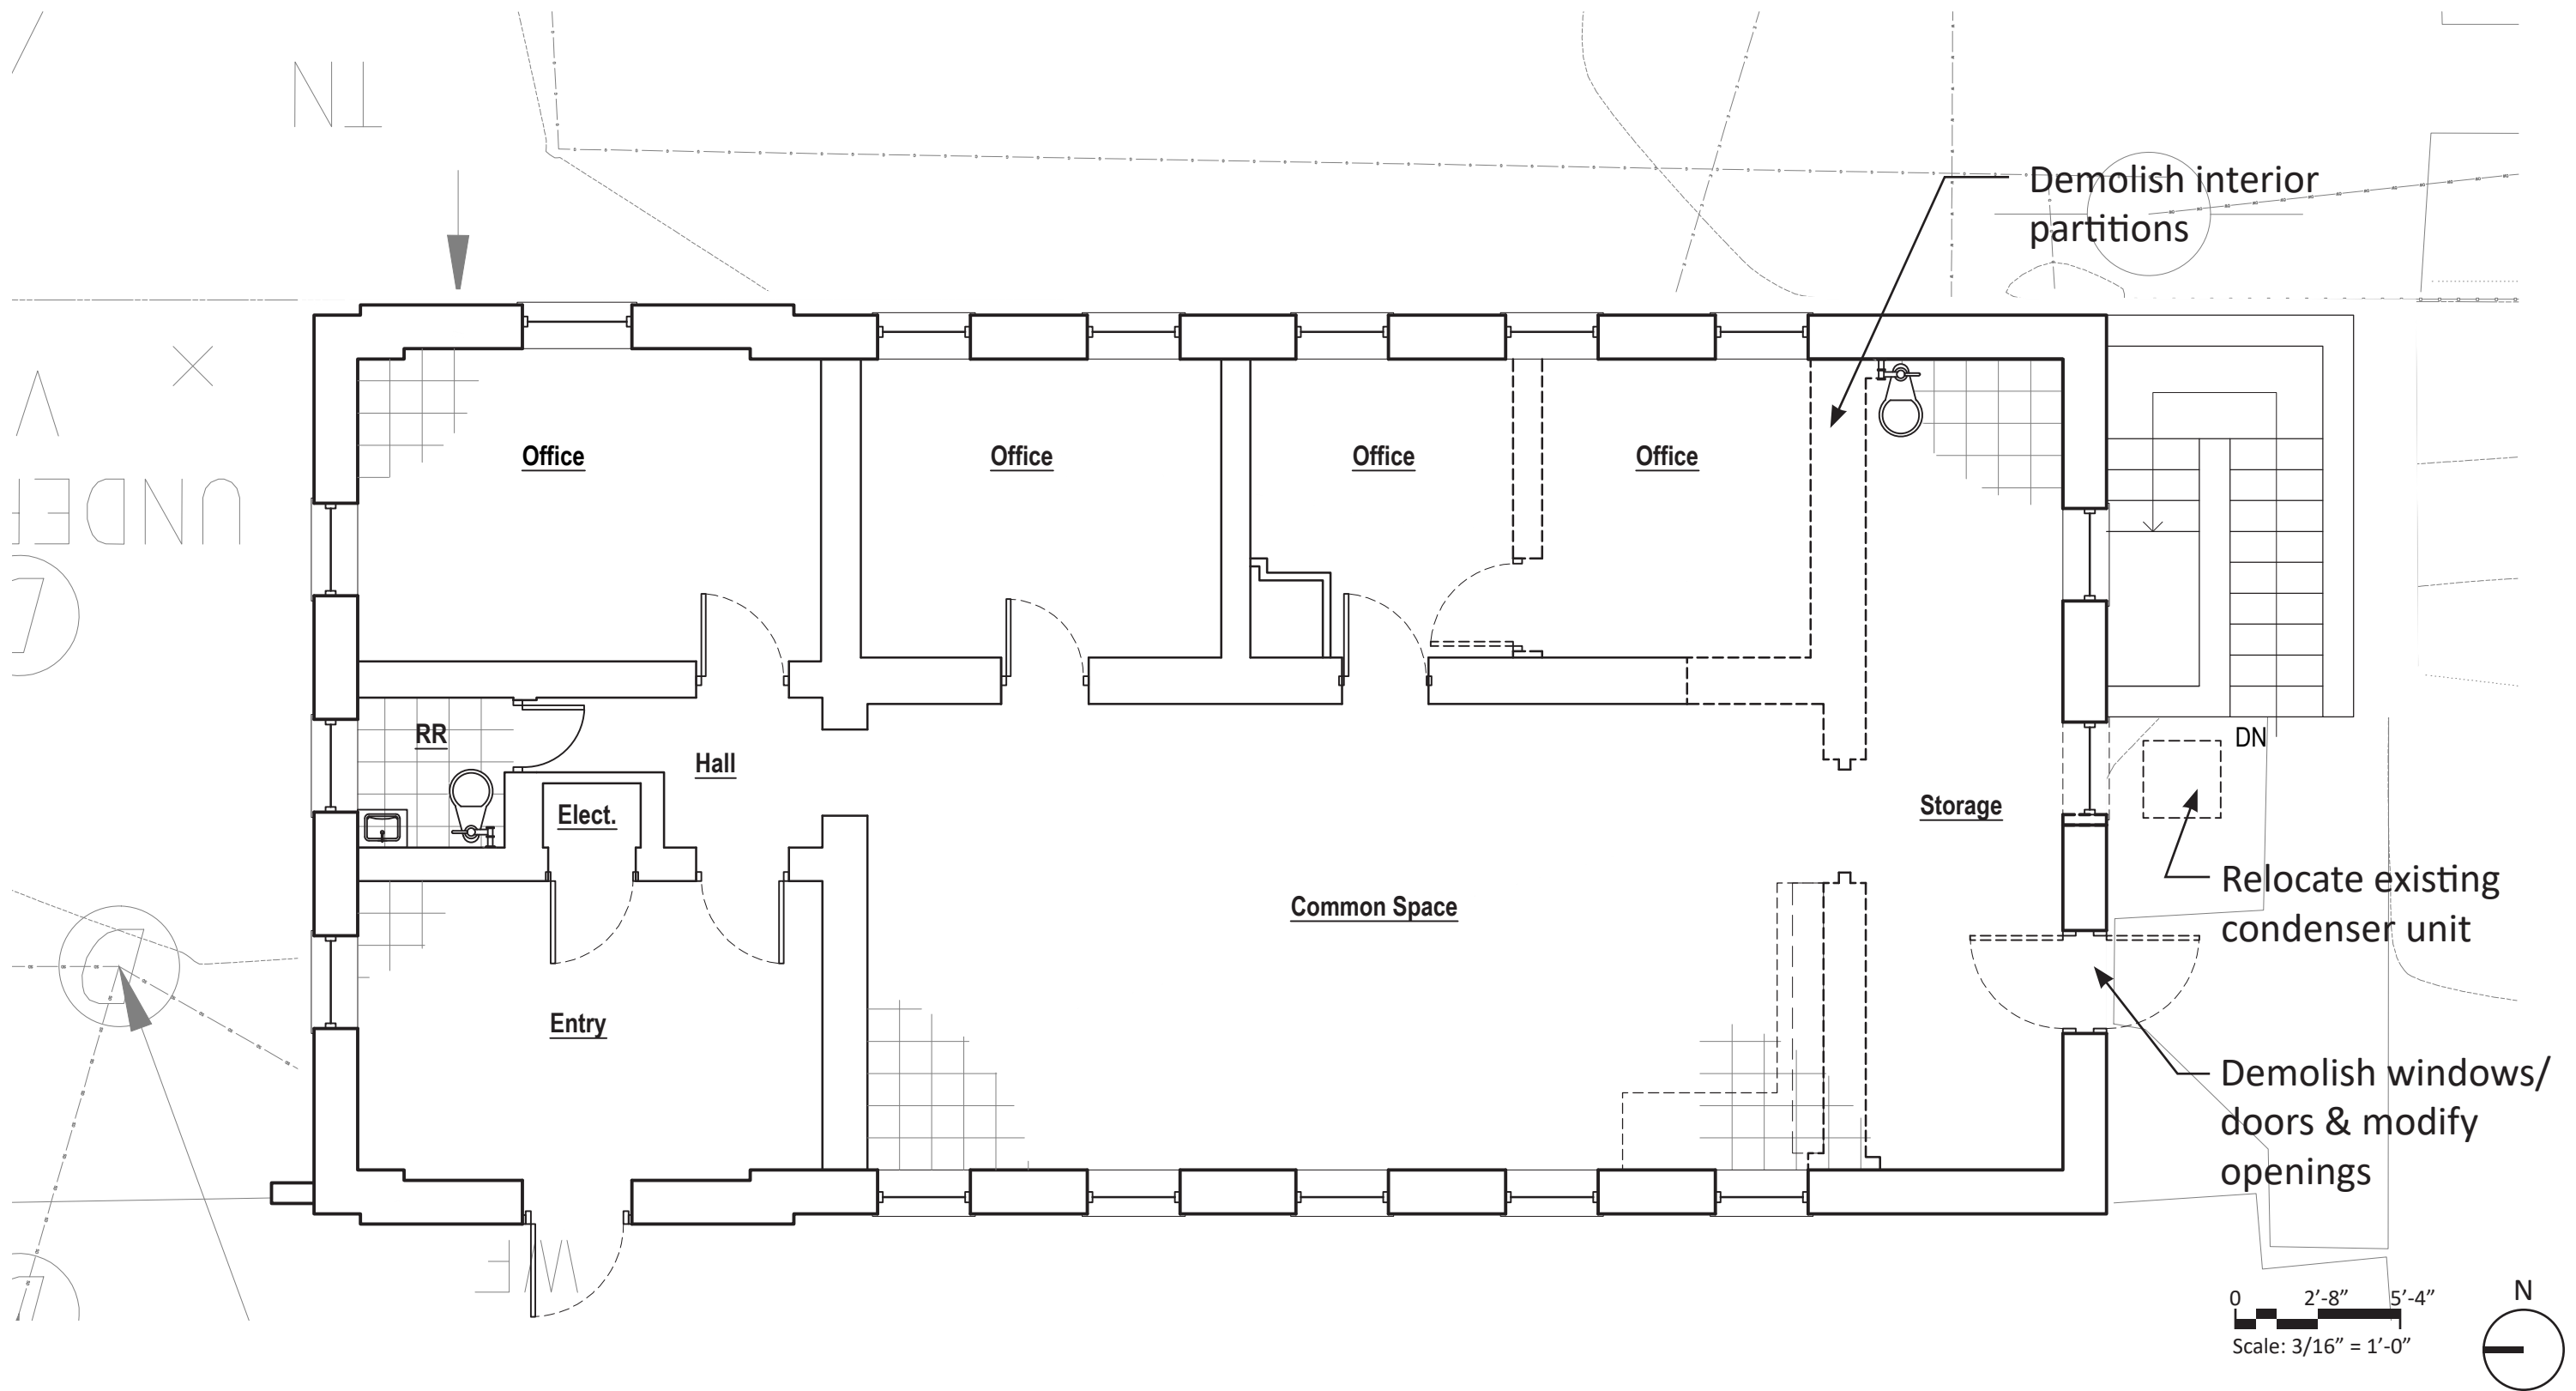 Demolish interior
partitions
Office
Office
Office
Office
RR
Hall
Elect.
Storage
DN
Common Space
Relocate existing
condenser unit
Entry
Demolish windows/
doors & modify
openings
0 2’-8” 5’-4”
Scale: 3/16” = 1’-0”
N